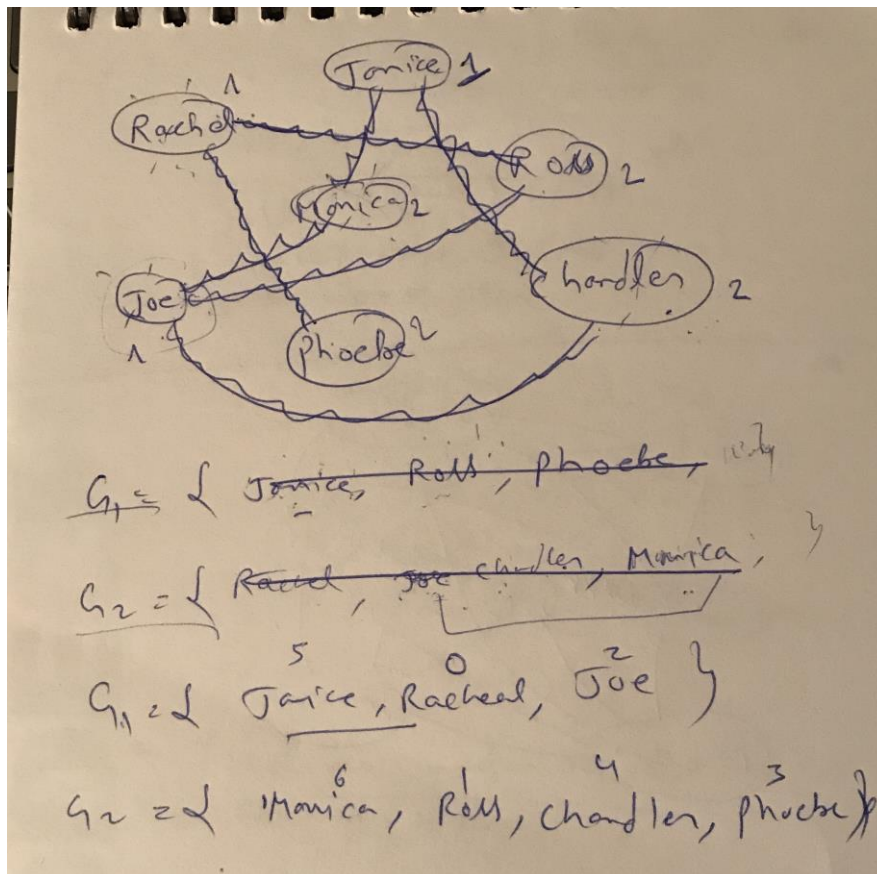 Janice 1
Rachel 1
Ross 2
Monica 2
Chandler 2
Joe 1
Phoebe 2
G1 = { Janice, Ross, Phoebe,
G2 = { Rachel, Joe Chandler, Monica, }
5 0 2
G1 = { Janice, Racheal, Joe }
6 1 4 3
G2 = { Monica, Ross, Chandler, Phoebe }